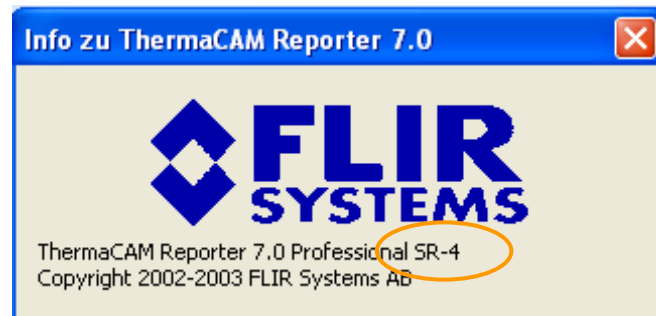 Info zu ThermaCAM Reporter 7.0
FLIR
SYSTEMS
ThermaCAM Reporter 7.0 Professional SR-4
Copyright 2002-2003 FLIR Systems AB